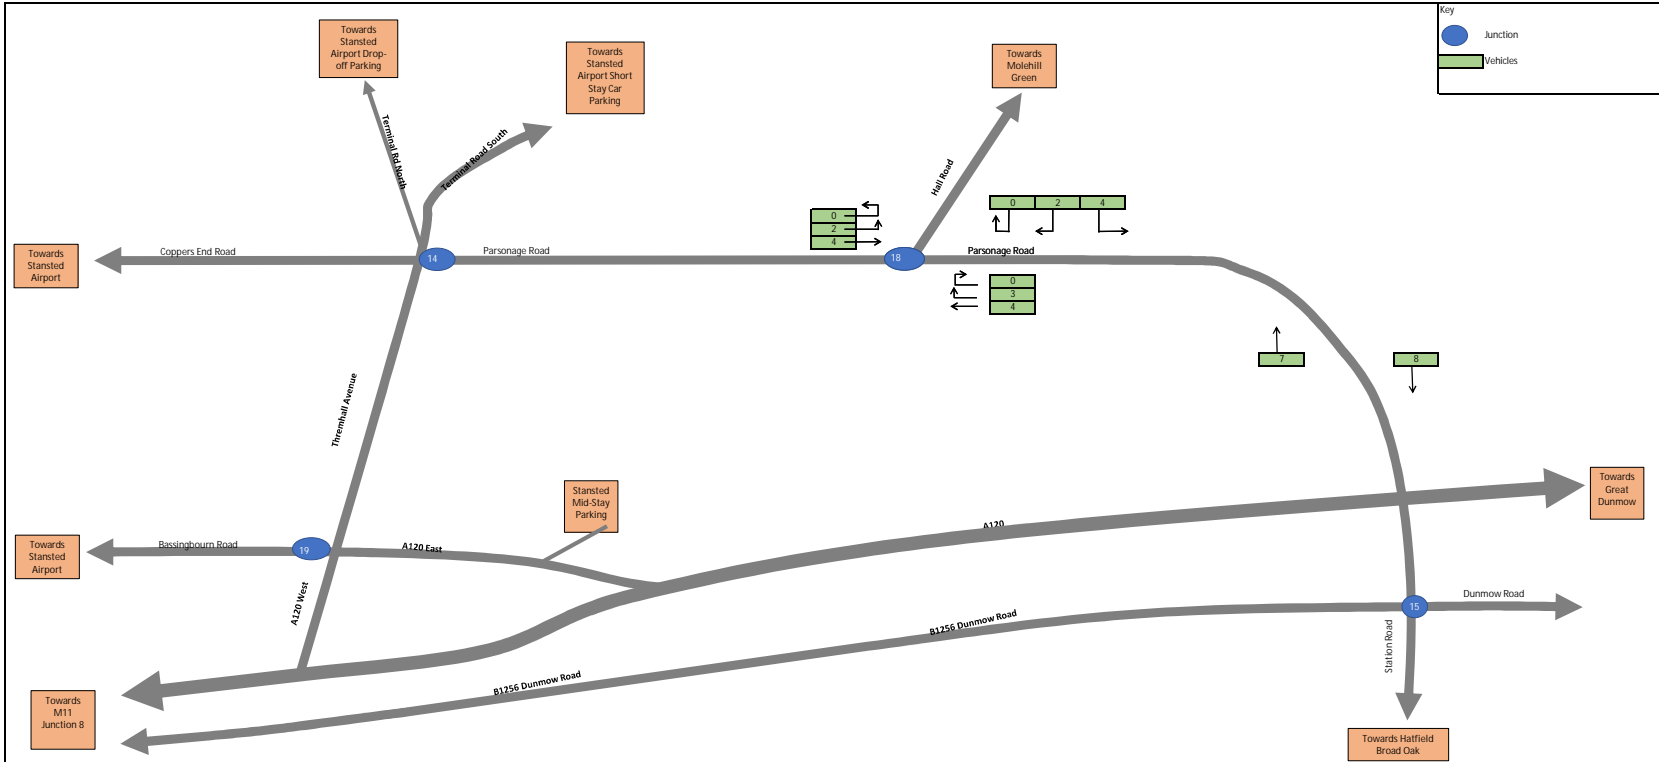 Key
Junction
Vehicles
Towards
Stansted
Airport Drop-
off Parking
Towards
Stansted
Airport Short
Stay Car
Parking
Towards
Molehill
Green
Terminal Rd North
Terminal Road South
Hall Road
0
2
4
0 2 4
Towards
Stansted
Airport
Coppers End Road
14
Parsonage Road
18
Parsonage Road
0
3
4
7
8
Thremhall Avenue
Towards
Great
Dunmow
Stansted
Mid-Stay
Parking
A120
Towards
Stansted
Airport
Bassingbourn Road
19
A120 East
A120 West
Dunmow Road
15
B1256 Dunmow Road
Station Road
B1256 Dunmow Road
Towards
M11
Junction 8
Towards Hatfield
Broad Oak